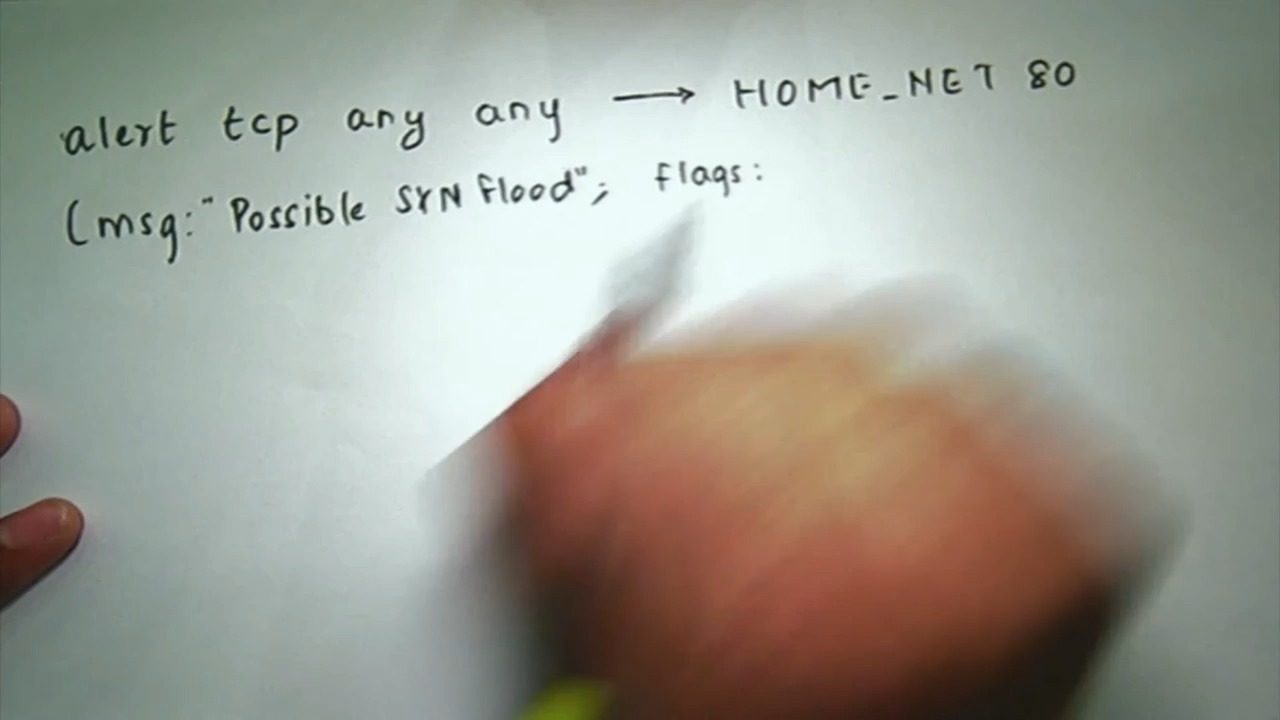 alert tcp any any → HOME_NET 80
(msg:"Possible SYN flood"; flags: